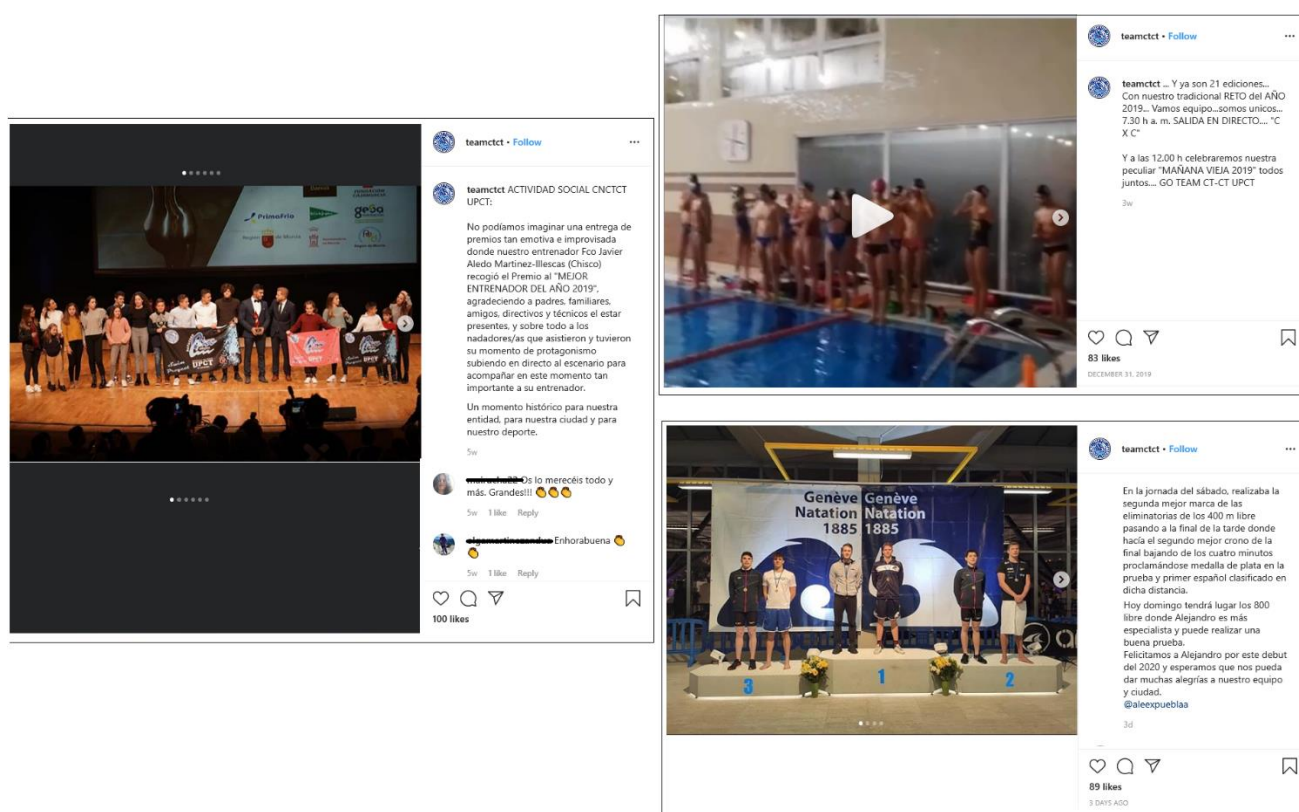 teamctct • Follow
teamctct ACTIVIDAD SOCIAL CNCTCT
UPCT:
No podíamos imaginar una entrega de
premios tan emotiva e improvisada
donde nuestro entrenador Fco Javier
Aledo Martinez-Illescas (Chisco)
recogió el Premio al "MEJOR
ENTRENADOR DEL AÑO 2019",
agradeciendo a padres, familiares,
amigos, directivos y técnicos el estar
presentes, y sobre todo a los
nadadores/as que asistieron y tuvieron
su momento de protagonismo
subiendo en directo al escenario para
acompañar en este momento tan
importante a su entrenador.
Un momento histórico para nuestra
entidad, para nuestra ciudad y para
nuestro deporte.
5w
Os lo merecéis todo y
más. Grandes!!! 👏👏👏
5w 1 like Reply
Enhorabuena 👏
👏
5w 1 like Reply
100 likes
PrimaFrio
gesa
Región de Murcia
UPCT
UPCT
UPCT
teamctct • Follow
teamctct ... Y ya son 21 ediciones...
Con nuestro tradicional RETO del AÑO
2019... Vamos equipo...somos unicos...
7.30 h a. m. SALIDA EN DIRECTO.... "C
X C"
Y a las 12.00 h celebraremos nuestra
peculiar "MAÑANA VIEJA 2019" todos
juntos.... GO TEAM CT-CT UPCT
3w
83 likes
DECEMBER 31, 2019
Genève Genève
Natation Natation
1885 1885
3 1 2
teamctct • Follow
En la jornada del sábado, realizaba la
segunda mejor marca de las
eliminatorias de los 400 m libre
pasando a la final de la tarde donde
hacía el segundo mejor crono de la
final bajando de los cuatro minutos
proclamándose medalla de plata en la
prueba y primer español clasificado en
dicha distancia.
Hoy domingo tendrá lugar los 800
libre donde Alejandro es más
especialista y puede realizar una
buena prueba.
Felicitamos a Alejandro por este debut
del 2020 y esperamos que nos pueda
dar muchas alegrías a nuestro equipo
y ciudad.
@aleexpueblaa
3d
89 likes
3 DAYS AGO